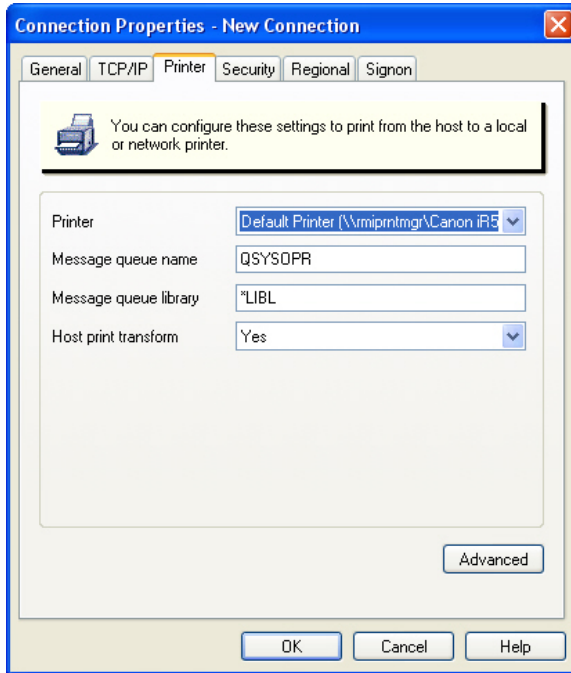 Connection Properties - New Connection
General TCP/IP Printer Security Regional Signon
You can configure these settings to print from the host to a local
or network printer.
Printer Default Printer (\\rmiprntmgr\Canon iR5
Message queue name QSYSOPR
Message queue library *LIBL
Host print transform Yes
Advanced
OK Cancel Help